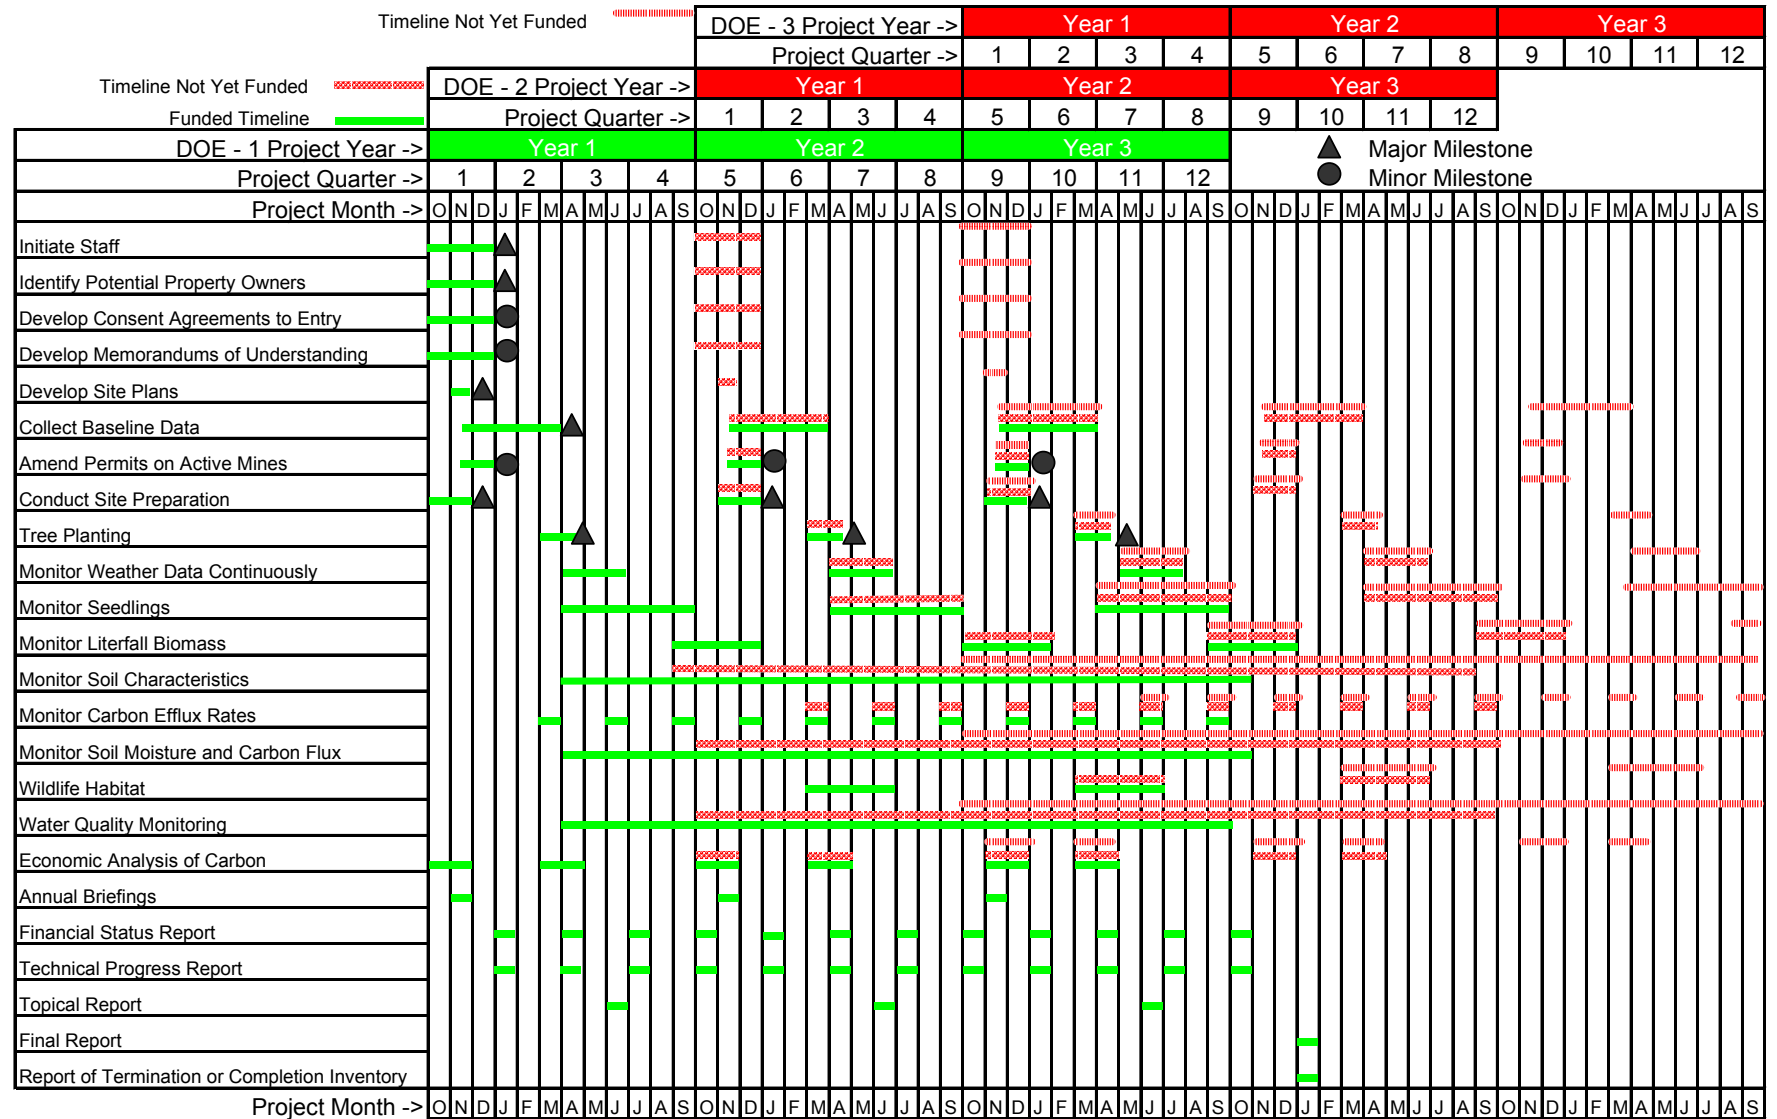 Timeline Not Yet Funded DOE - 3 Project Year -> Year 1 Year 2 Year 3
Project Quarter -> 1 2 3 4 5 6 7 8 9 10 11 12
Timeline Not Yet Funded DOE - 2 Project Year -> Year 1 Year 2 Year 3
Funded Timeline Project Quarter -> 1 2 3 4 5 6 7 8 9 10 11 12
DOE - 1 Project Year -> Year 1 Year 2 Year 3 Major Milestone
Project Quarter -> 1 2 3 4 5 6 7 8 9 10 11 12 Minor Milestone
Project Month -> O N D J F M A M J J A S O N D J F M A M J J A S O N D J F M A M J J A S O N D J F M A M J J A S O N D J F M A M J J A S
Initiate Staff
Identify Potential Property Owners
Develop Consent Agreements to Entry
Develop Memorandums of Understanding
Develop Site Plans
Collect Baseline Data
Amend Permits on Active Mines
Conduct Site Preparation
Tree Planting
Monitor Weather Data Continuously
Monitor Seedlings
Monitor Literfall Biomass
Monitor Soil Characteristics
Monitor Carbon Efflux Rates
Monitor Soil Moisture and Carbon Flux
Wildlife Habitat
Water Quality Monitoring
Economic Analysis of Carbon
Annual Briefings
Financial Status Report
Technical Progress Report
Topical Report
Final Report
Report of Termination or Completion Inventory
Project Month -> O N D J F M A M J J A S O N D J F M A M J J A S O N D J F M A M J J A S O N D J F M A M J J A S O N D J F M A M J J A S